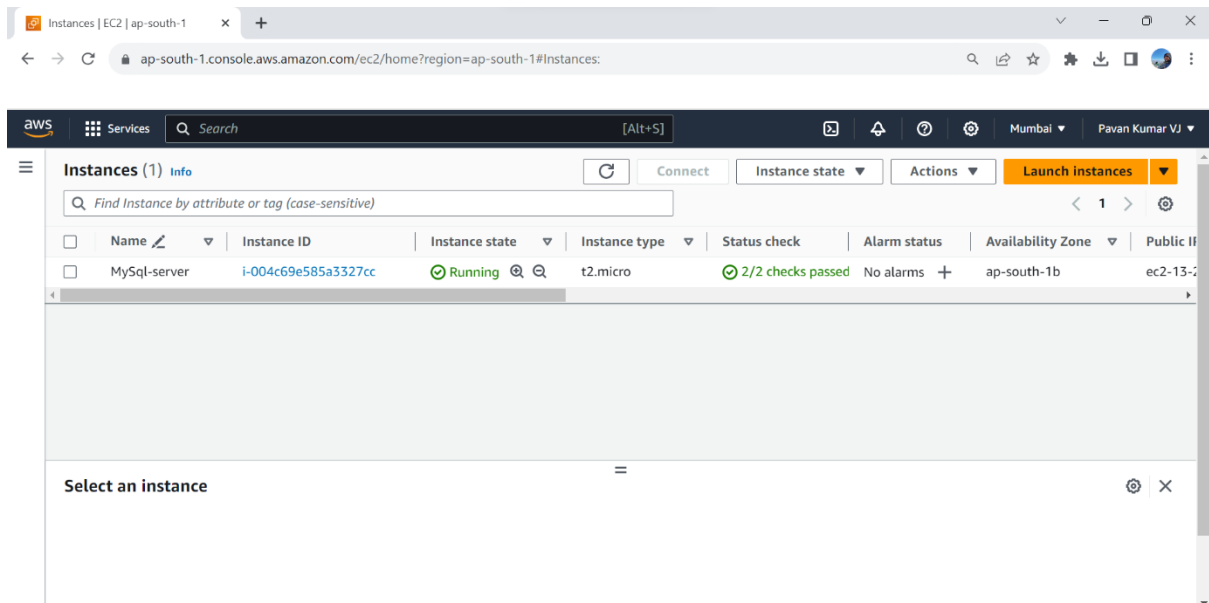 Instances | EC2 | ap-south-1
ap-south-1.console.aws.amazon.com/ec2/home?region=ap-south-1#Instances:
aws Services Search [Alt+S] Mumbai Pavan Kumar VJ
Instances (1) Info Connect Instance state Actions Launch instances
Find Instance by attribute or tag (case-sensitive) 1
Name Instance ID Instance state Instance type Status check Alarm status Availability Zone Public
MySql-server i-004c69e585a3327cc Running t2.micro 2/2 checks passed No alarms ap-south-1b ec2-13-2
Select an instance